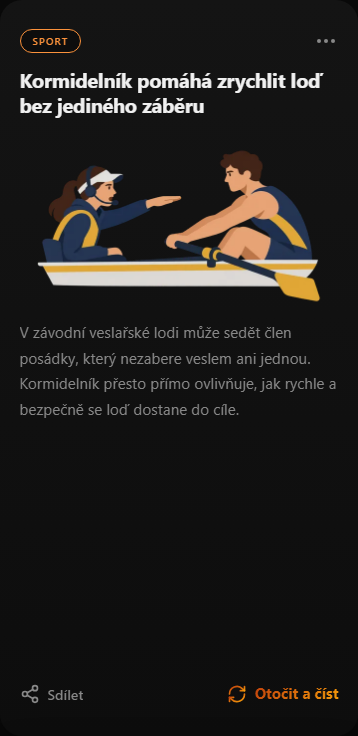 SPORT
Kormidelník pomáhá zrychlit loď
bez jediného záběru
V závodní veslařské lodi může sedět člen
posádky, který nezabere veslem ani jednou.
Kormidelník přesto přímo ovlivňuje, jak rychle a
bezpečně se loď dostane do cíle.
Sdílet
Otočit a číst